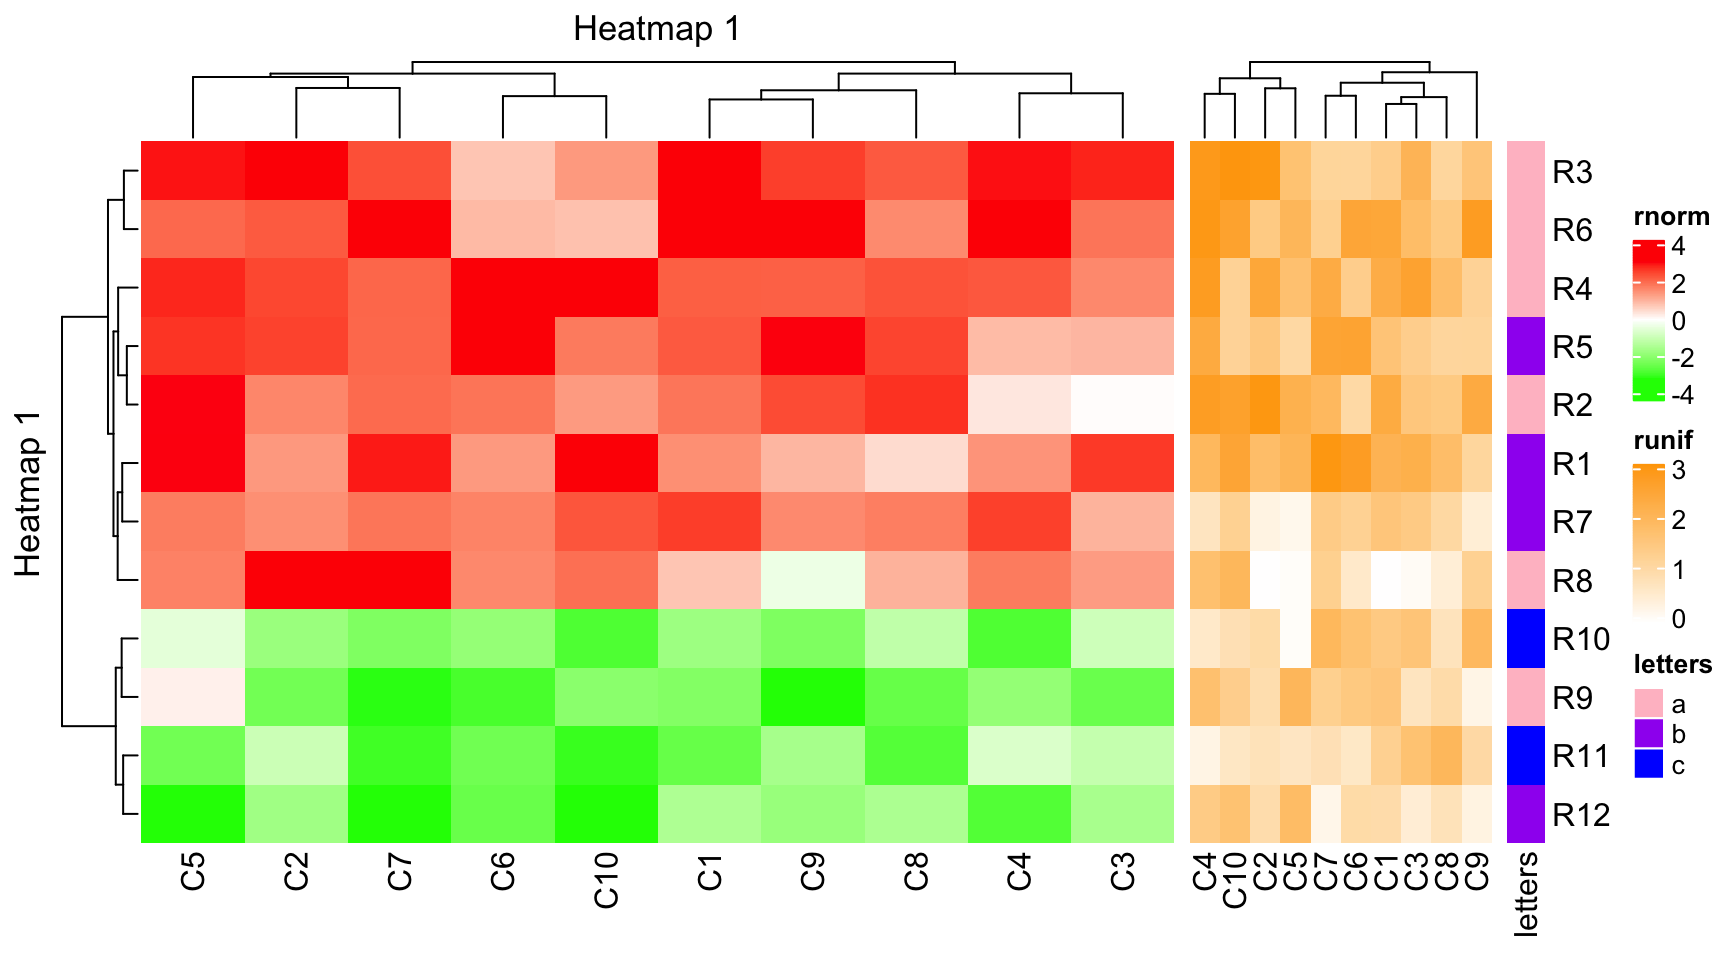 Heatmap 1
Heatmap 1
R3
R6
R4
R5
R2
R1
R7
R8
R10
R9
R11
R12
C5 C2 C7 C6 C10 C1 C9 C8 C4 C3
C4 C10 C2 C5 C7 C6 C1 C3 C8 C9
letters
rnorm
4
2
0
-2
-4
runif
3
2
1
0
letters
a
b
c